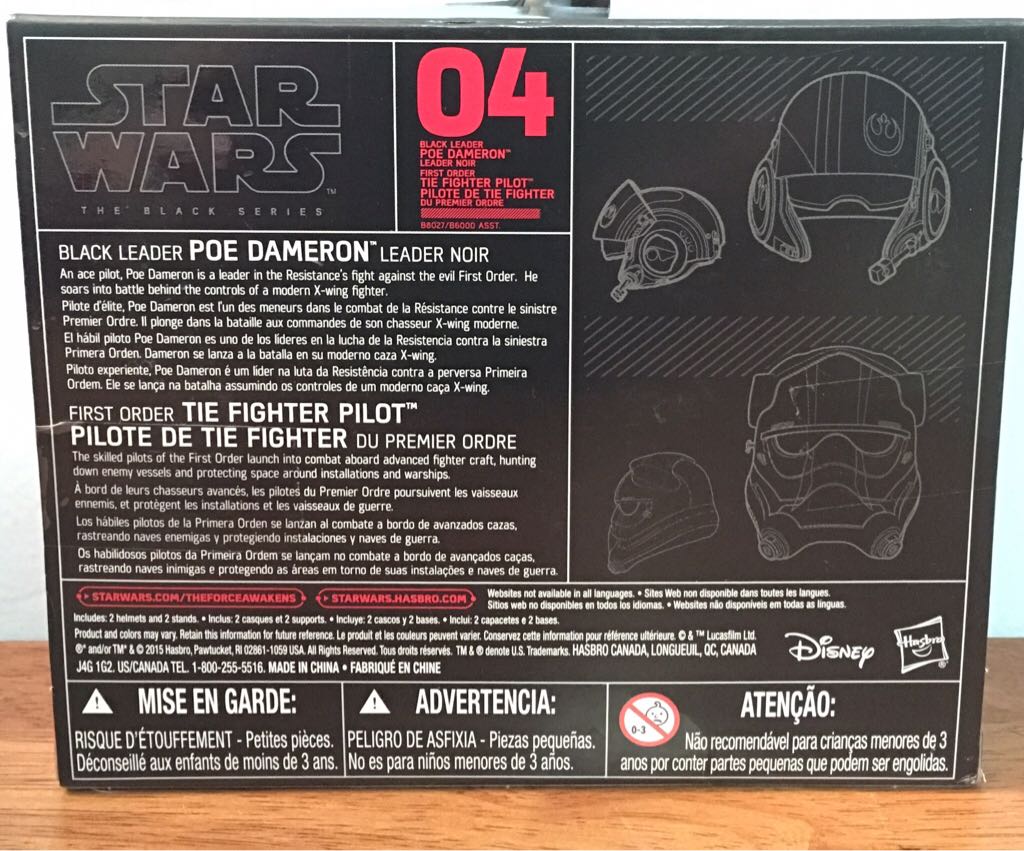 STAR
WARS™
THE BLACK SERIES
04
BLACK LEADER
POE DAMERON™
LEADER NOIR
FIRST ORDER
TIE FIGHTER PILOT™
PILOTE DE TIE FIGHTER
DU PREMIER ORDRE
B8027/B6000 ASST.
BLACK LEADER POE DAMERON™ LEADER NOIR
An ace pilot, Poe Dameron is a leader in the Resistance's fight against the evil First Order. He
soars into battle behind the controls of a modern X-wing fighter.
Pilote d'élite, Poe Dameron est l'un des meneurs dans le combat de la Résistance contre le sinistre
Premier Ordre. Il plonge dans la bataille aux commandes de son chasseur X-wing moderne.
El hábil piloto Poe Dameron es uno de los líderes en la lucha de la Resistencia contra la siniestra
Primera Orden. Dameron se lanza a la batalla en su moderno caza X-wing.
Piloto experiente, Poe Dameron é um líder na luta da Resistência contra a perversa Primeira
Ordem. Ele se lança na batalha assumindo os controles de um moderno caça X-wing.
FIRST ORDER TIE FIGHTER PILOT™
PILOTE DE TIE FIGHTER DU PREMIER ORDRE
The skilled pilots of the First Order launch into combat aboard advanced fighter craft, hunting
down enemy vessels and protecting space around installations and warships.
À bord de leurs chasseurs avancés, les pilotes du Premier Ordre poursuivent les vaisseaux
ennemis, et protègent les installations et les vaisseaux de guerre.
Los hábiles pilotos de la Primera Orden se lanzan al combate a bordo de avanzados cazas,
rastreando naves enemigas y protegiendo instalaciones y naves de guerra.
Os habilidosos pilotos da Primeira Ordem se lançam no combate a bordo de avançados caças,
rastreando naves inimigas e protegendo as áreas em torno de suas instalações e naves de guerra.
STARWARS.COM/THEFORCEAWAKENS STARWARS.HASBRO.COM
Websites not available in all languages. • Sites Web non disponible dans toutes les langues.
Sitios web no disponibles en todos los idiomas. • Websites não disponíveis em todas as línguas.
Includes: 2 helmets and 2 stands. • Inclus: 2 casques et 2 supports. • Incluye: 2 cascos y 2 bases. • Inclui: 2 capacetes e 2 bases.
Product and colors may vary. Retain this information for future reference. Le produit et les couleurs peuvent varier. Conservez cette information pour référence ultérieure. © & ™ Lucasfilm Ltd.
®* and/or TM* & © 2015 Hasbro, Pawtucket, RI 02861-1059 USA. All Rights Reserved. Tous droits réservés. TM & ® denote U.S. Trademarks. HASBRO CANADA, LONGUEUIL, QC, CANADA
J4G 1G2. US/CANADA TEL. 1-800-255-5516. MADE IN CHINA • FABRIQUÉ EN CHINE
Disney
Hasbro®
MISE EN GARDE:
RISQUE D'ÉTOUFFEMENT - Petites pièces.
Déconseillé aux enfants de moins de 3 ans.
ADVERTENCIA:
PELIGRO DE ASFIXIA - Piezas pequeñas.
No es para niños menores de 3 años.
0-3
ATENÇÃO:
Não recomendável para crianças menores de 3
anos por conter partes pequenas que podem ser engolidas.